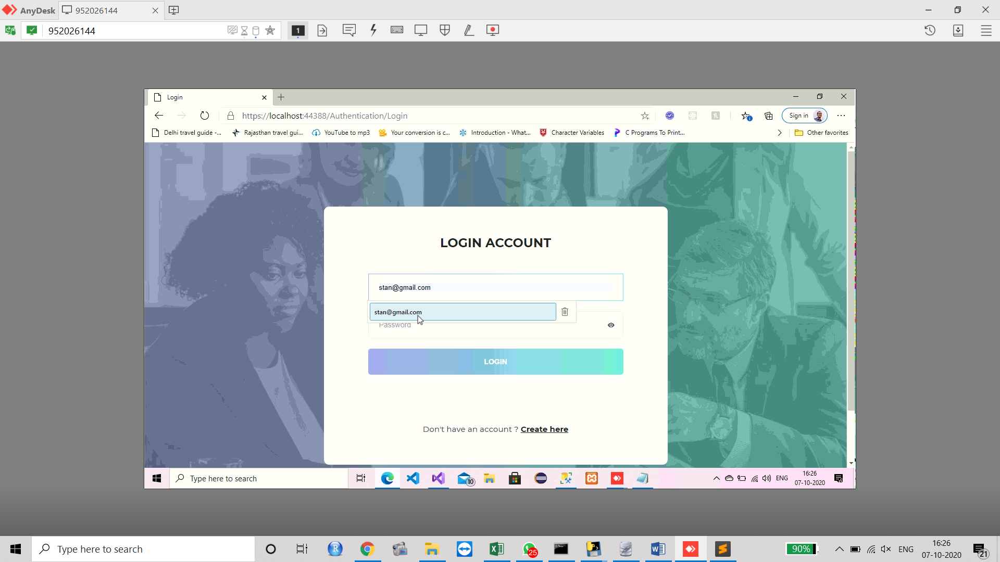 AnyDesk
952026144
952026144
1
Login
https://localhost:44388/Authentication/Login
Sign in
Delhi travel guide -...
Rajasthan travel gui...
YouTube to mp3
Your conversion is c...
Introduction - What...
Character Variables
C Programs To Print...
Other favorites
LOGIN ACCOUNT
stan@gmail.com
stan@gmail.com
Password
LOGIN
Don't have an account ? Create here
Type here to search
10
ENG
16:26
07-10-2020
Type here to search
R
25
90%
ENG
16:26
07-10-2020
21